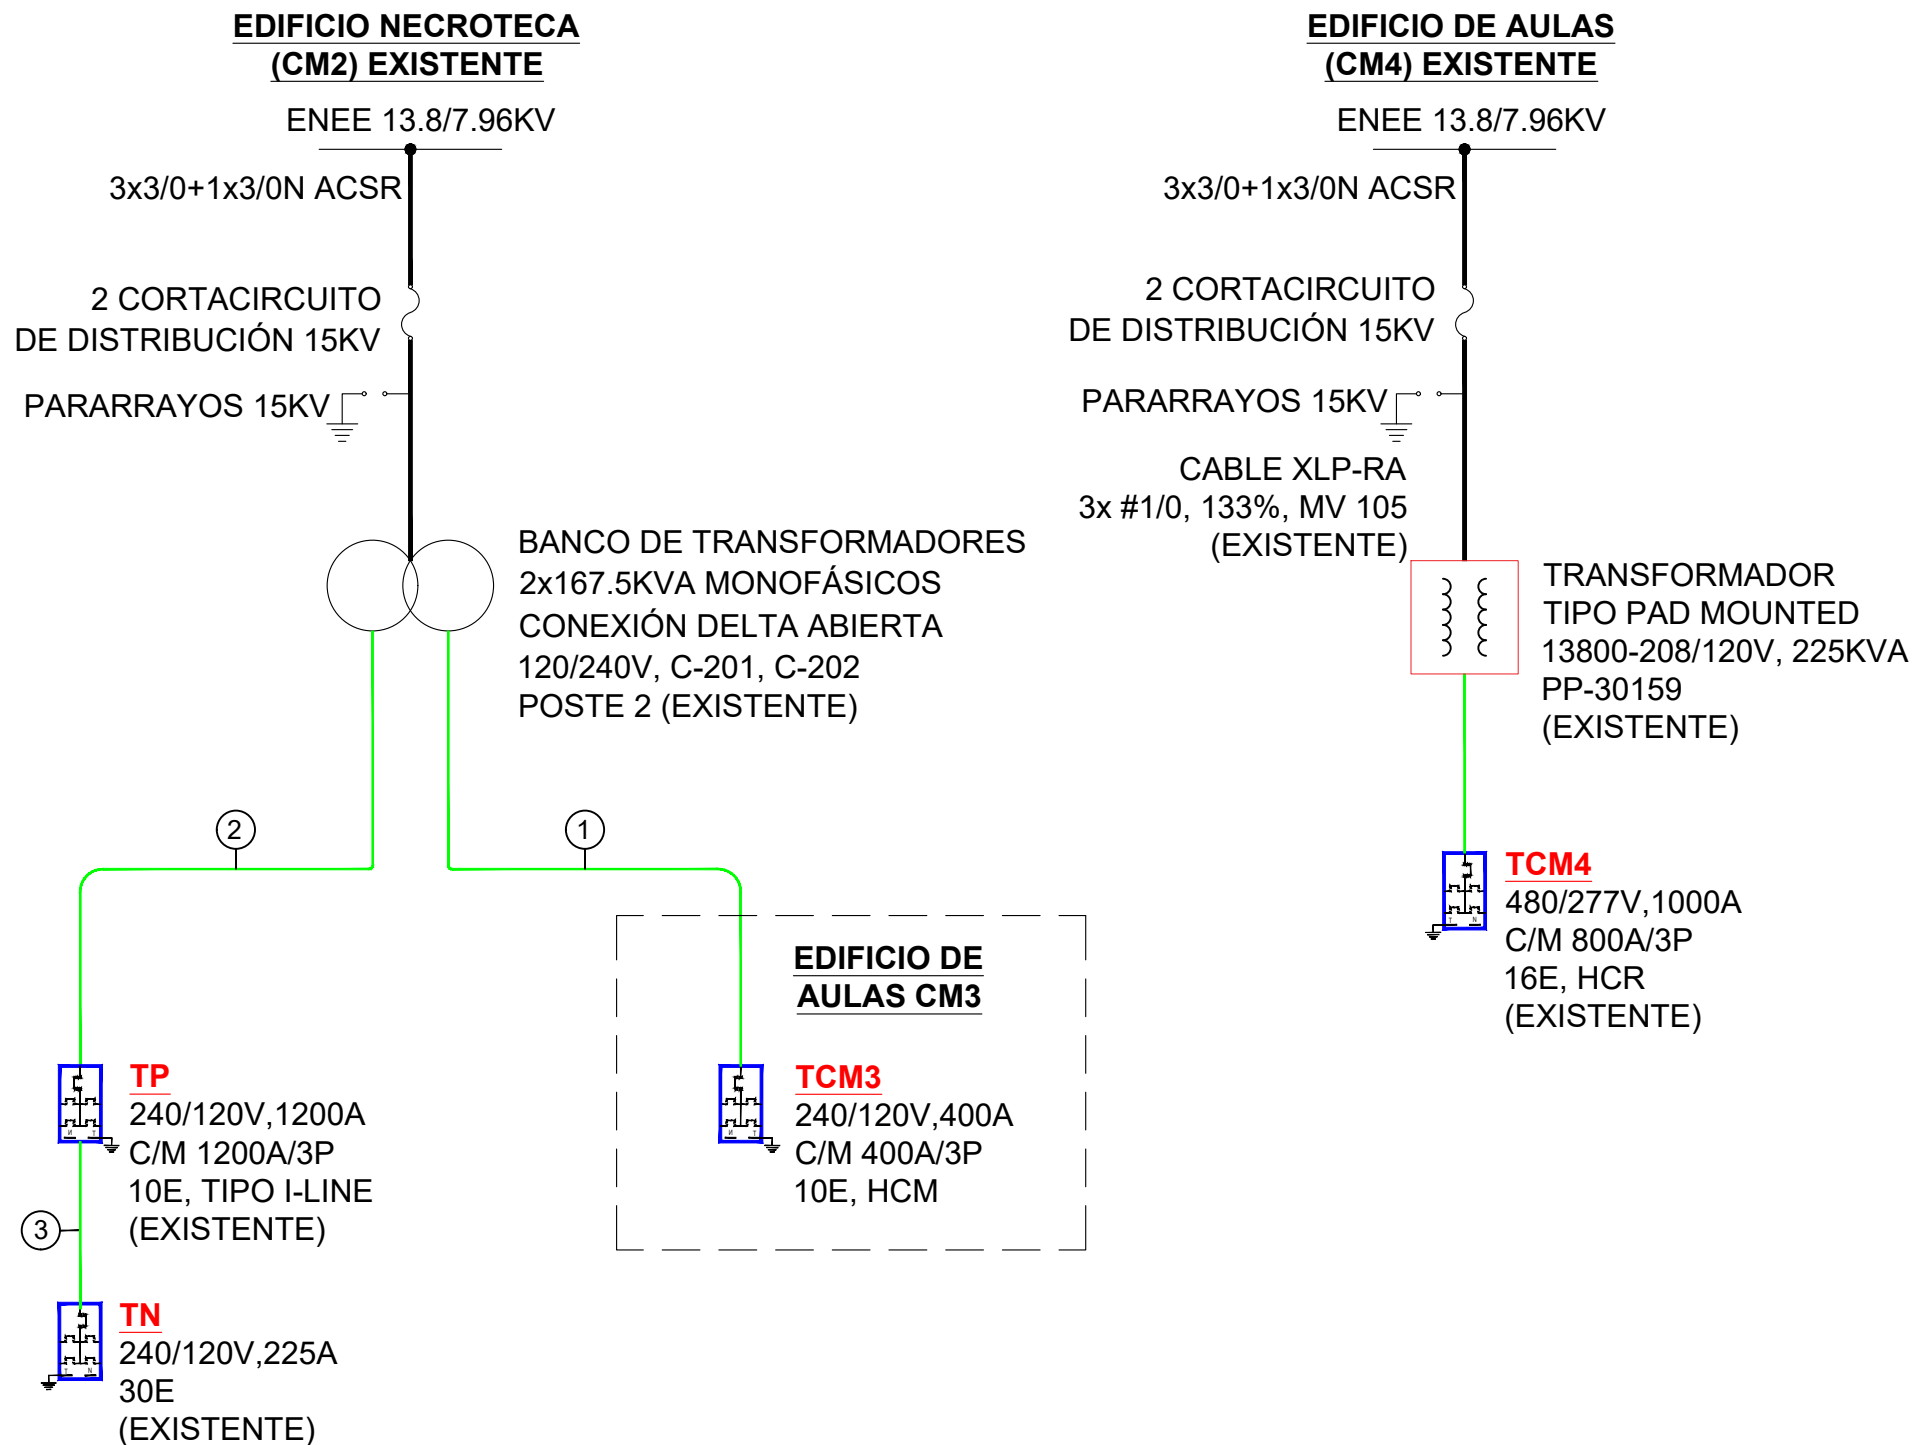 EDIFICIO NECROTECA
(CM2) EXISTENTE
ENEE 13.8/7.96KV
3x3/0+1x3/0N ACSR
2 CORTACIRCUITO
DE DISTRIBUCIÓN 15KV
PARARRAYOS 15KV
BANCO DE TRANSFORMADORES
2x167.5KVA MONOFÁSICOS
CONEXIÓN DELTA ABIERTA
120/240V, C-201, C-202
POSTE 2 (EXISTENTE)
2
1
EDIFICIO DE
AULAS CM3
TP
240/120V,1200A
C/M 1200A/3P
10E, TIPO I-LINE
(EXISTENTE)
N T
TCM3
240/120V,400A
C/M 400A/3P
10E, HCM
N T
3
TN
240/120V,225A
30E
(EXISTENTE)
T N
EDIFICIO DE AULAS
(CM4) EXISTENTE
ENEE 13.8/7.96KV
3x3/0+1x3/0N ACSR
2 CORTACIRCUITO
DE DISTRIBUCIÓN 15KV
PARARRAYOS 15KV
CABLE XLP-RA
3x #1/0, 133%, MV 105
(EXISTENTE)
TRANSFORMADOR
TIPO PAD MOUNTED
13800-208/120V, 225KVA
PP-30159
(EXISTENTE)
TCM4
480/277V,1000A
C/M 800A/3P
16E, HCR
(EXISTENTE)
T N